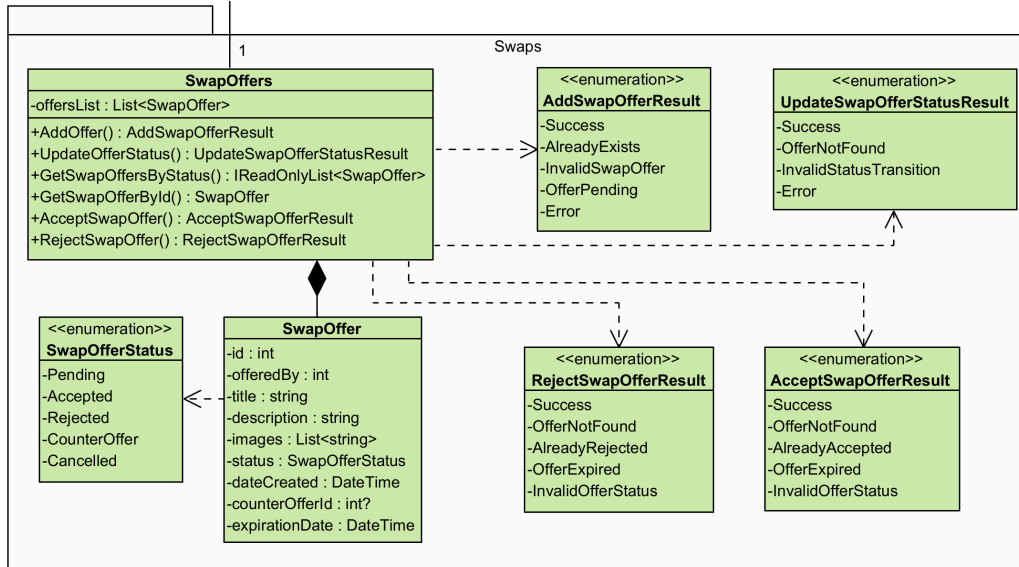 Swaps
1
SwapOffers
-offersList : List<SwapOffer>
+AddOffer() : AddSwapOfferResult
+UpdateOfferStatus() : UpdateSwapOfferStatusResult
+GetSwapOffersByStatus() : IReadOnlyList<SwapOffer>
+GetSwapOfferById() : SwapOffer
+AcceptSwapOffer() : AcceptSwapOfferResult
+RejectSwapOffer() : RejectSwapOfferResult
<<enumeration>>
AddSwapOfferResult
-Success
-AlreadyExists
-InvalidSwapOffer
-OfferPending
-Error
<<enumeration>>
UpdateSwapOfferStatusResult
-Success
-OfferNotFound
-InvalidStatusTransition
-Error
<<enumeration>>
SwapOfferStatus
-Pending
-Accepted
-Rejected
-CounterOffer
-Cancelled
SwapOffer
-id : int
-offeredBy : int
-title : string
-description : string
-images : List<string>
-status : SwapOfferStatus
-dateCreated : DateTime
-counterOfferId : int?
-expirationDate : DateTime
<<enumeration>>
RejectSwapOfferResult
-Success
-OfferNotFound
-AlreadyRejected
-OfferExpired
-InvalidOfferStatus
<<enumeration>>
AcceptSwapOfferResult
-Success
-OfferNotFound
-AlreadyAccepted
-OfferExpired
-InvalidOfferStatus